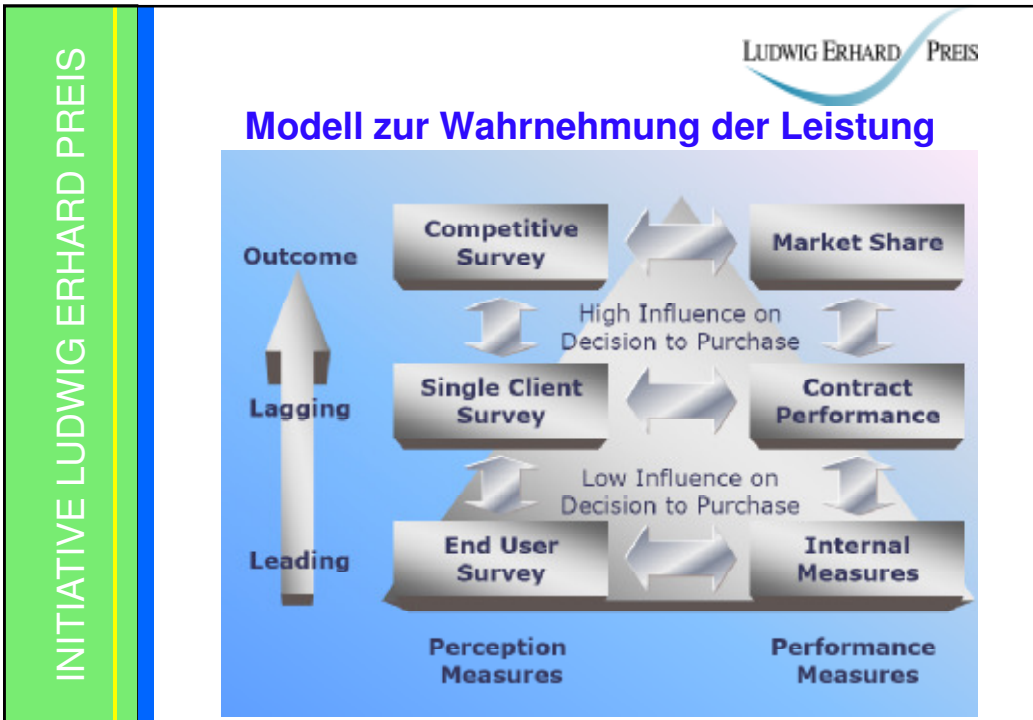 INITIATIVE LUDWIG ERHARD PREIS
LUDWIG ERHARD PREIS
Modell zur Wahrnehmung der Leistung
Outcome
Competitive
Survey
Market Share
High Influence on
Decision to Purchase
Lagging
Single Client
Survey
Contract
Performance
Low Influence on
Decision to Purchase
Leading
End User
Survey
Internal
Measures
Perception
Measures
Performance
Measures